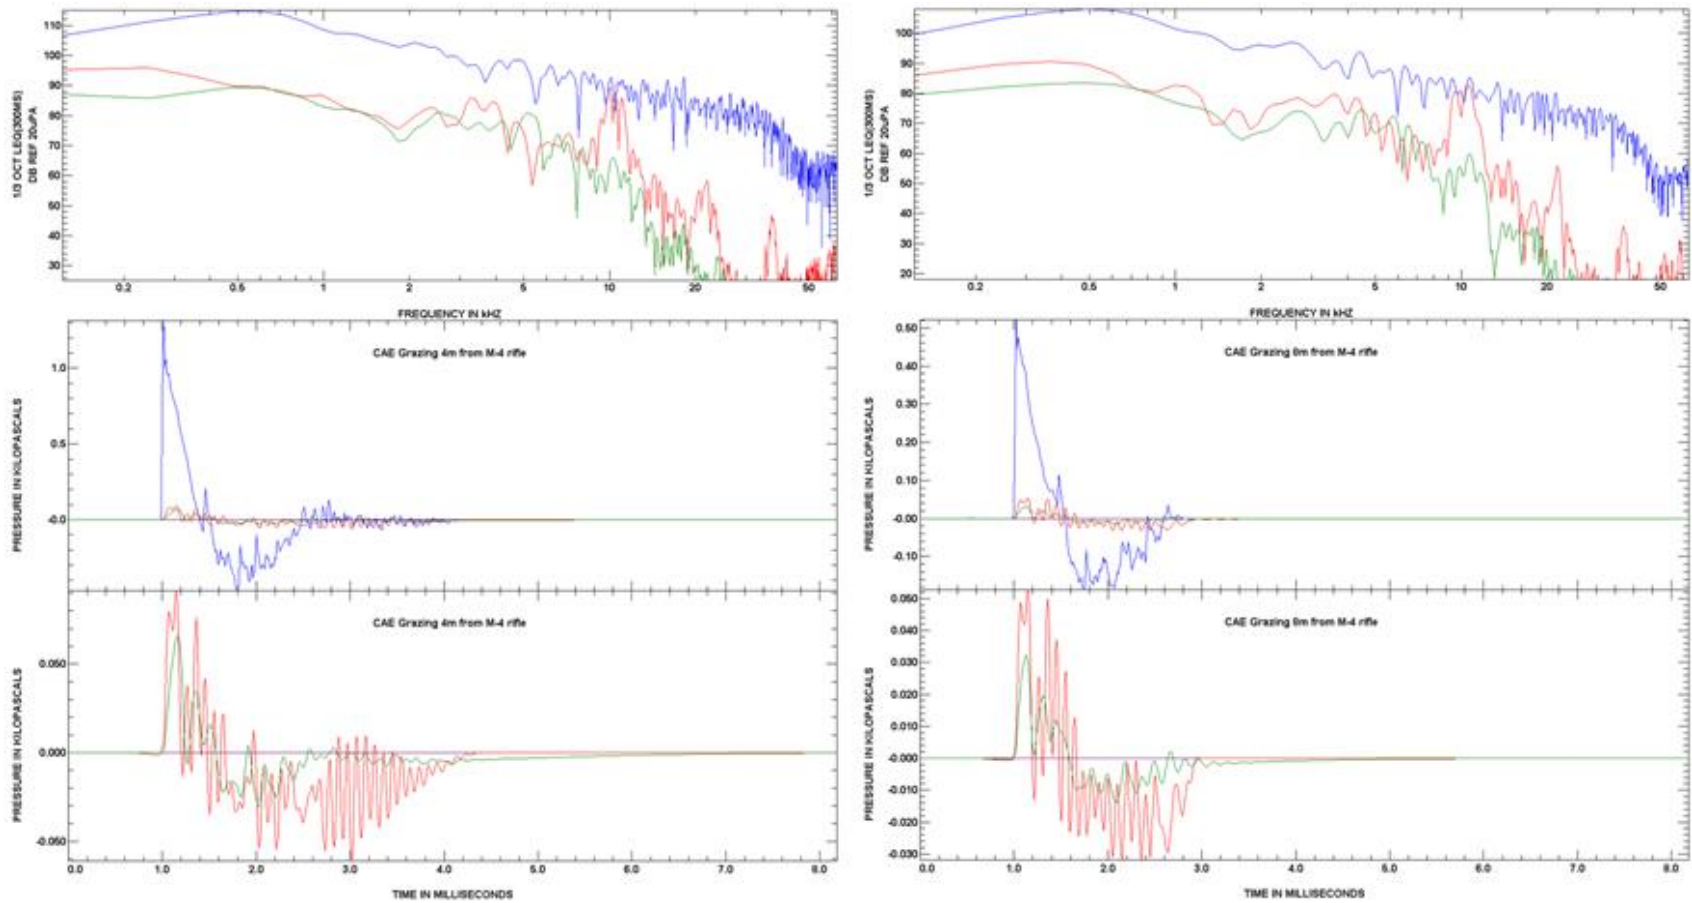 110
100
90
80
70
60
50
40
30
1/3 OCT LEQ(300MS)
DB REF 20uPA
0.2 0.5 1 2 5 10 20 50
FREQUENCY IN kHZ
100
90
80
70
60
50
40
30
20
1/3 OCT LEQ(300MS)
DB REF 20uPA
0.2 0.5 1 2 5 10 20 50
FREQUENCY IN kHZ
CAE Grazing 4m from M-4 rifle
1.0
0.5
-0.0
PRESSURE IN KILOPASCALS
CAE Grazing 8m from M-4 rifle
0.50
0.40
0.30
0.20
0.10
-0.00
-0.10
PRESSURE IN KILOPASCALS
CAE Grazing 4m from M-4 rifle
0.050
0.000
-0.050
PRESSURE IN KILOPASCALS
0.0 1.0 2.0 3.0 4.0 5.0 6.0 7.0 8.0
TIME IN MILLISECONDS
CAE Grazing 8m from M-4 rifle
0.050
0.040
0.030
0.020
0.010
-0.000
-0.010
-0.020
-0.030
PRESSURE IN KILOPASCALS
0.0 1.0 2.0 3.0 4.0 5.0 6.0 7.0 8.0
TIME IN MILLISECONDS